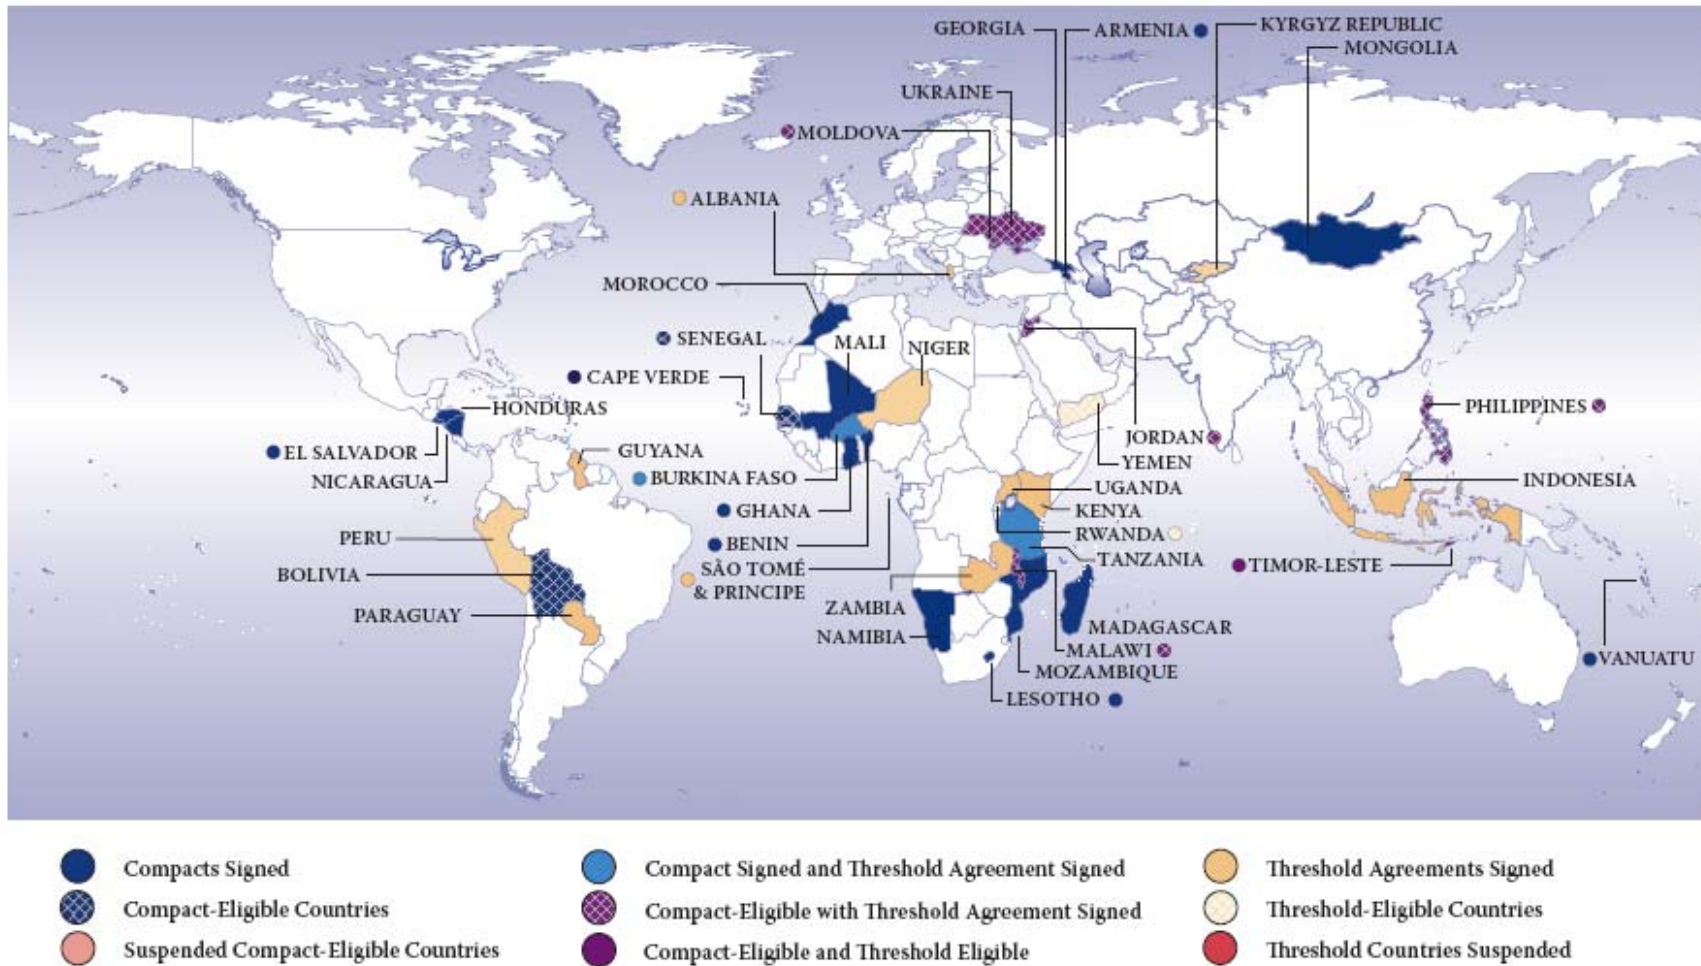 GEORGIA
ARMENIA
KYRGYZ REPUBLIC
MONGOLIA
UKRAINE
MOLDOVA
ALBANIA
MOROCCO
SENEGAL
MALI
NIGER
CAPE VERDE
HONDURAS
PHILIPPINES
EL SALVADOR
GUYANA
JORDAN
NICARAGUA
BURKINA FASO
YEMEN
INDONESIA
UGANDA
GHANA
KENYA
PERU
RWANDA
BENIN
TANZANIA
SÃO TOMÉ
& PRINCIPE
TIMOR-LESTE
BOLIVIA
PARAGUAY
ZAMBIA
NAMIBIA
MADAGASCAR
MALAWI
VANUATU
MOZAMBIQUE
LESOTHO
Compacts Signed
Compact-Eligible Countries
Suspended Compact-Eligible Countries
Compact Signed and Threshold Agreement Signed
Compact-Eligible with Threshold Agreement Signed
Compact-Eligible and Threshold Eligible
Threshold Agreements Signed
Threshold-Eligible Countries
Threshold Countries Suspended